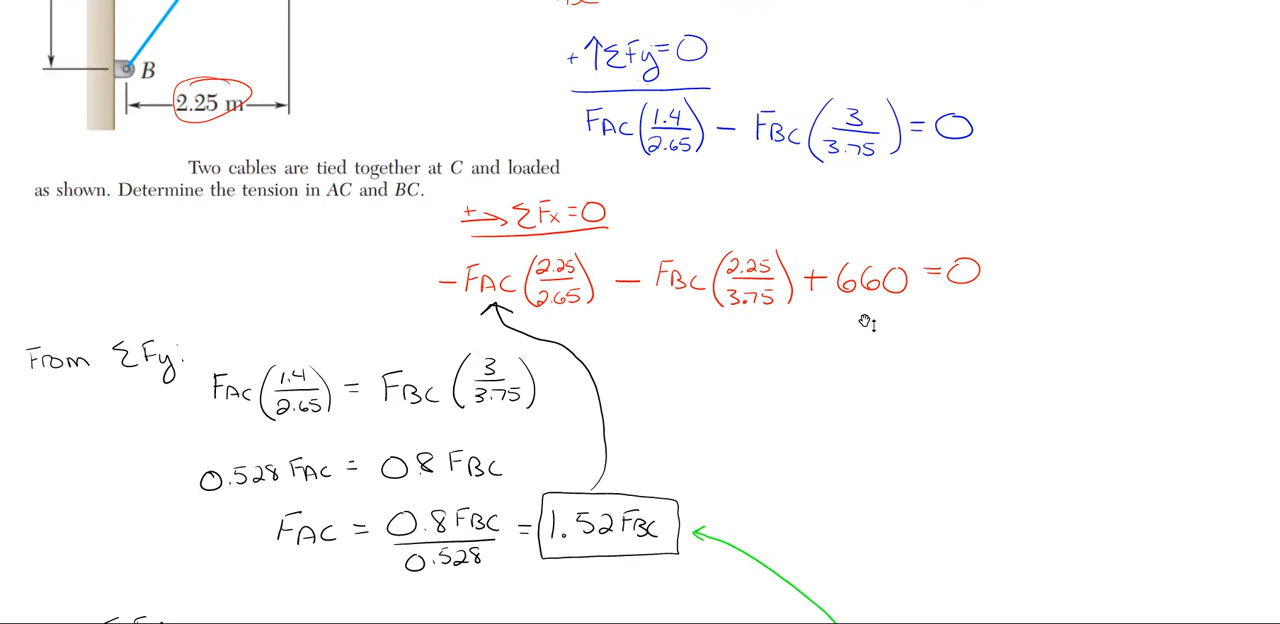 +↑ΣFy=0
FAC(1.4/2.65) - FBC(3/3.75) = 0
B
2.25 m
Two cables are tied together at C and loaded
as shown. Determine the tension in AC and BC.
+→ΣFx=0
-FAC(2.25/2.65) - FBC(2.25/3.75) + 660 = 0
From ΣFy:
FAC(1.4/2.65) = FBC(3/3.75)
0.528 FAC = 0.8 FBC
FAC = 0.8 FBC/0.528 = 1.52 FBC